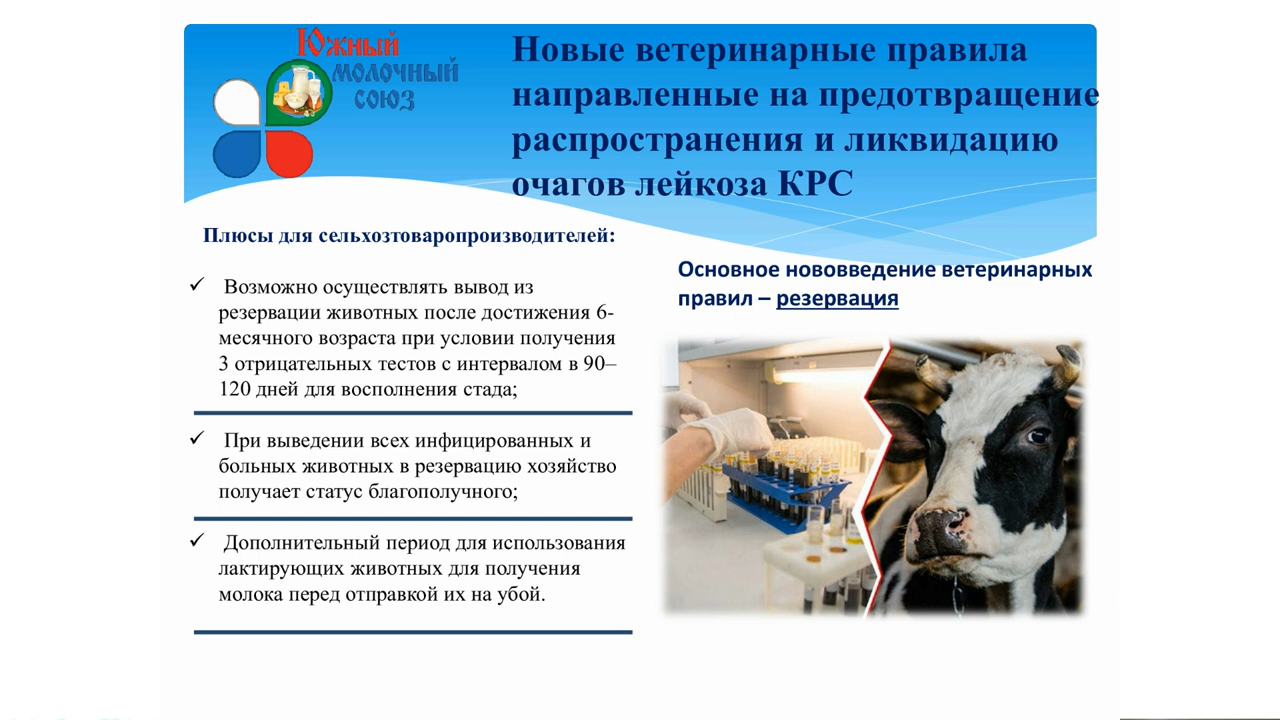 Южный
молочный
союз
Новые ветеринарные правила
направленные на предотвращение
распространения и ликвидацию
очагов лейкоза КРС
Плюсы для сельхозтоваропроизводителей:
✓ Возможно осуществлять вывод из
резервации животных после достижения 6-
месячного возраста при условии получения
3 отрицательных тестов с интервалом в 90–
120 дней для восполнения стада;
✓ При выведении всех инфицированных и
больных животных в резервацию хозяйство
получает статус благополучного;
✓ Дополнительный период для использования
лактирующих животных для получения
молока перед отправкой их на убой.
Основное нововведение ветеринарных
правил – резервация